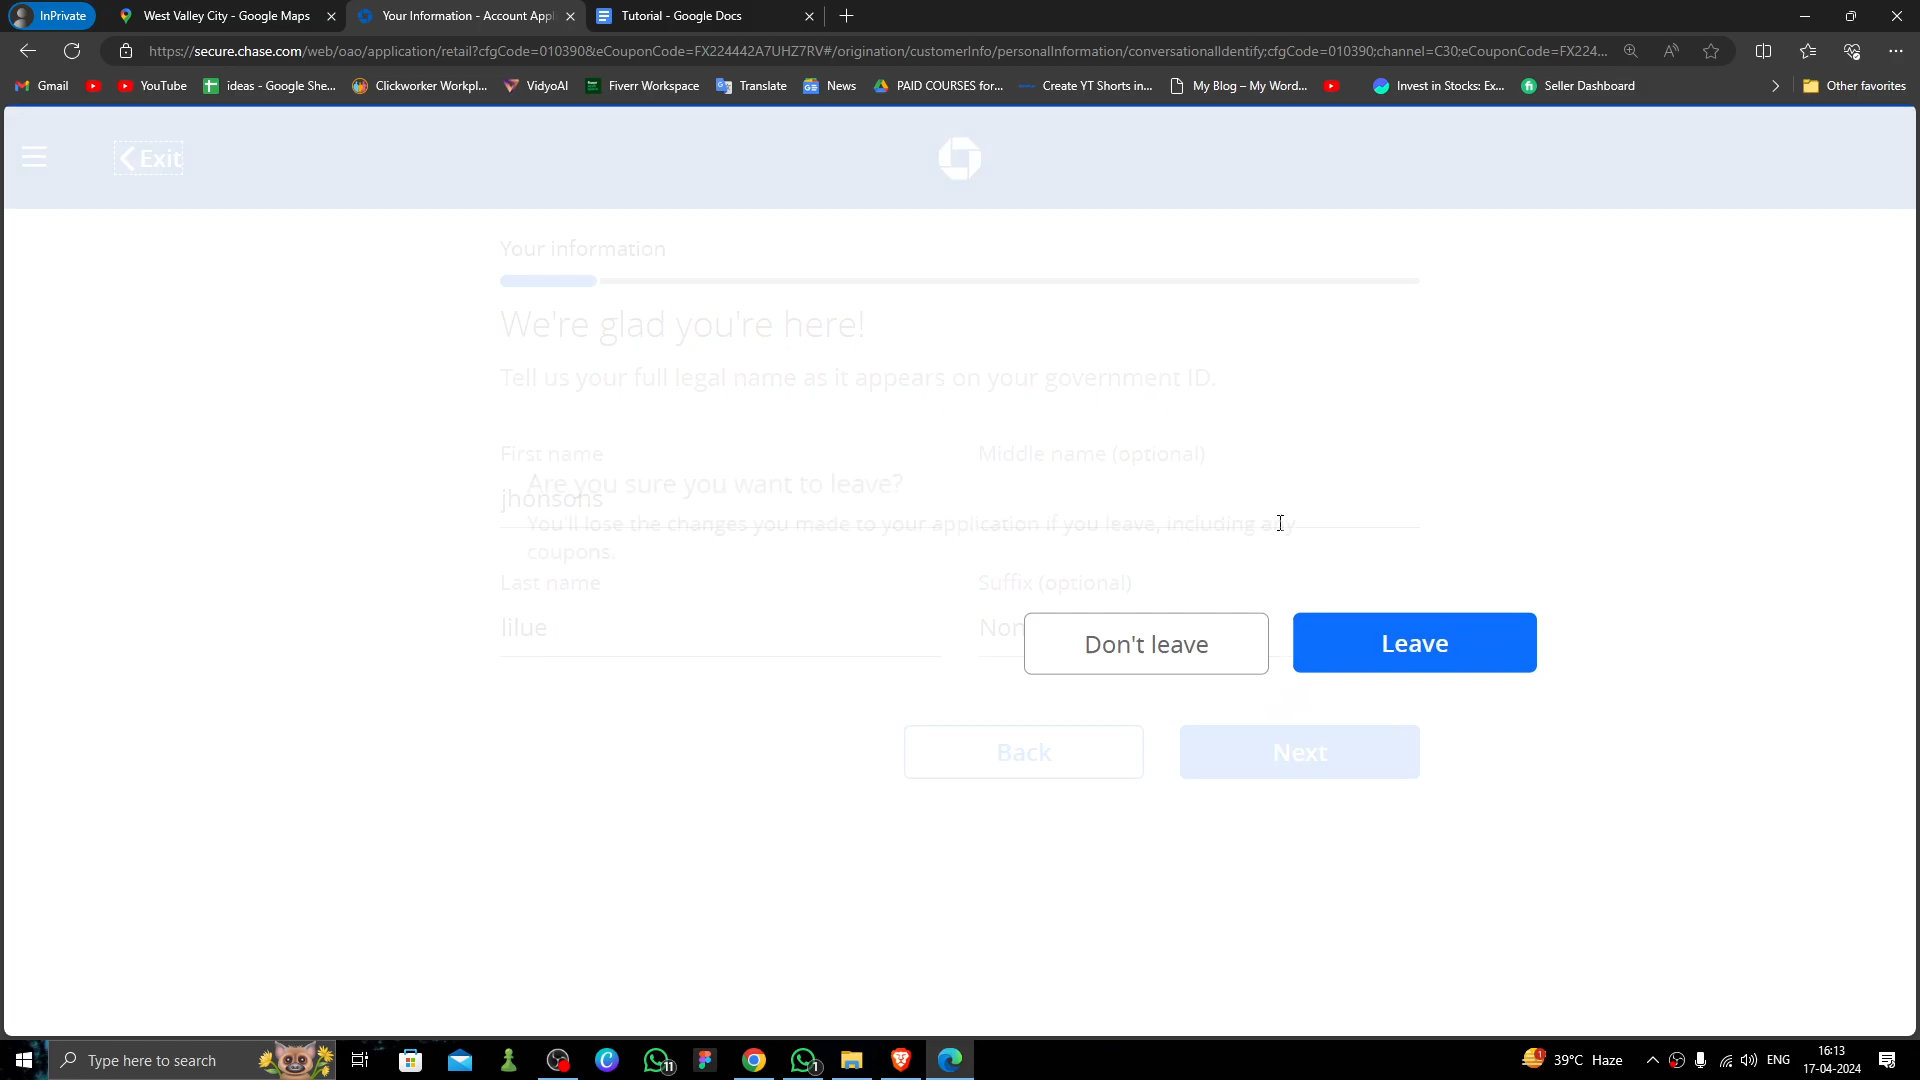 InPrivate
West Valley City - Google Maps
Your Information - Account Appl
Tutorial - Google Docs
https://secure.chase.com/web/oao/application/retail?cfgCode=010390&eCouponCode=FX224442A7UHZ7RV#/origination/customerInfo/personalInformation/conversationalIdentify;cfgCode=010390;channel=C30;eCouponCode=FX224...
Gmail
YouTube
ideas - Google She...
Clickworker Workpl...
VidyoAI
Fiverr Workspace
Translate
News
PAID COURSES for...
Create YT Shorts in...
My Blog – My Word...
Invest in Stocks: Ex...
Seller Dashboard
Other favorites
Exit
Your information
We're glad you're here!
Tell us your full legal name as it appears on your government ID.
First name
Middle name (optional)
Are you sure you want to leave?
jhonsons
You'll lose the changes you made to your application if you leave, including any
coupons.
Last name
Suffix (optional)
lilue
Non
Don't leave
Leave
Back
Next
Type here to search
11
1
1
39°C Haze
ENG
16:13
17-04-2024